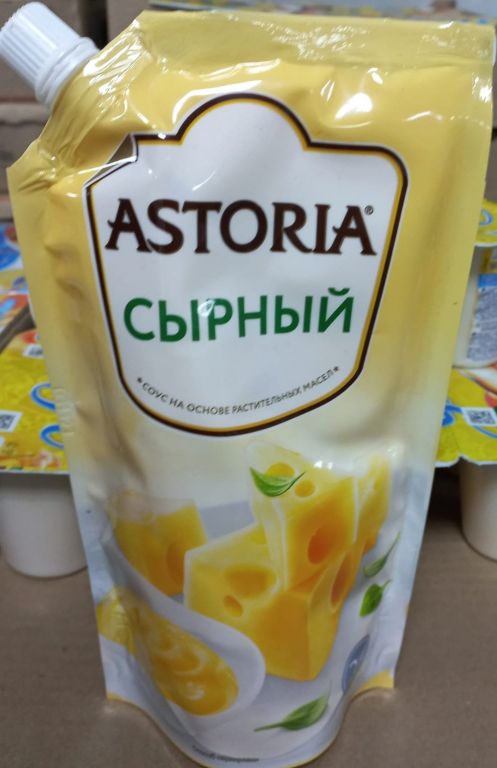 ASTORIA®
СЫРНЫЙ
*СОУС НА ОСНОВЕ РАСТИТЕЛЬНЫХ МАСЕЛ*